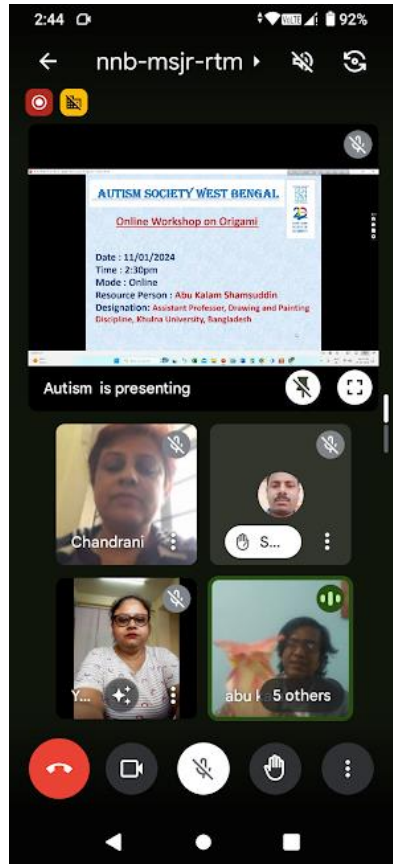 2:44
92%
nnb-msjr-rtm
AUTISM SOCIETY WEST BENGAL
Online Workshop on Origami
Date : 11/01/2024
Time : 2:30pm
Mode : Online
Resource Person : Abu Kalam Shamsuddin
Designation: Assistant Professor, Drawing and Painting
Discipline, Khulna University, Bangladesh
Autism is presenting
Chandrani
S...
Y...
abu k
5 others